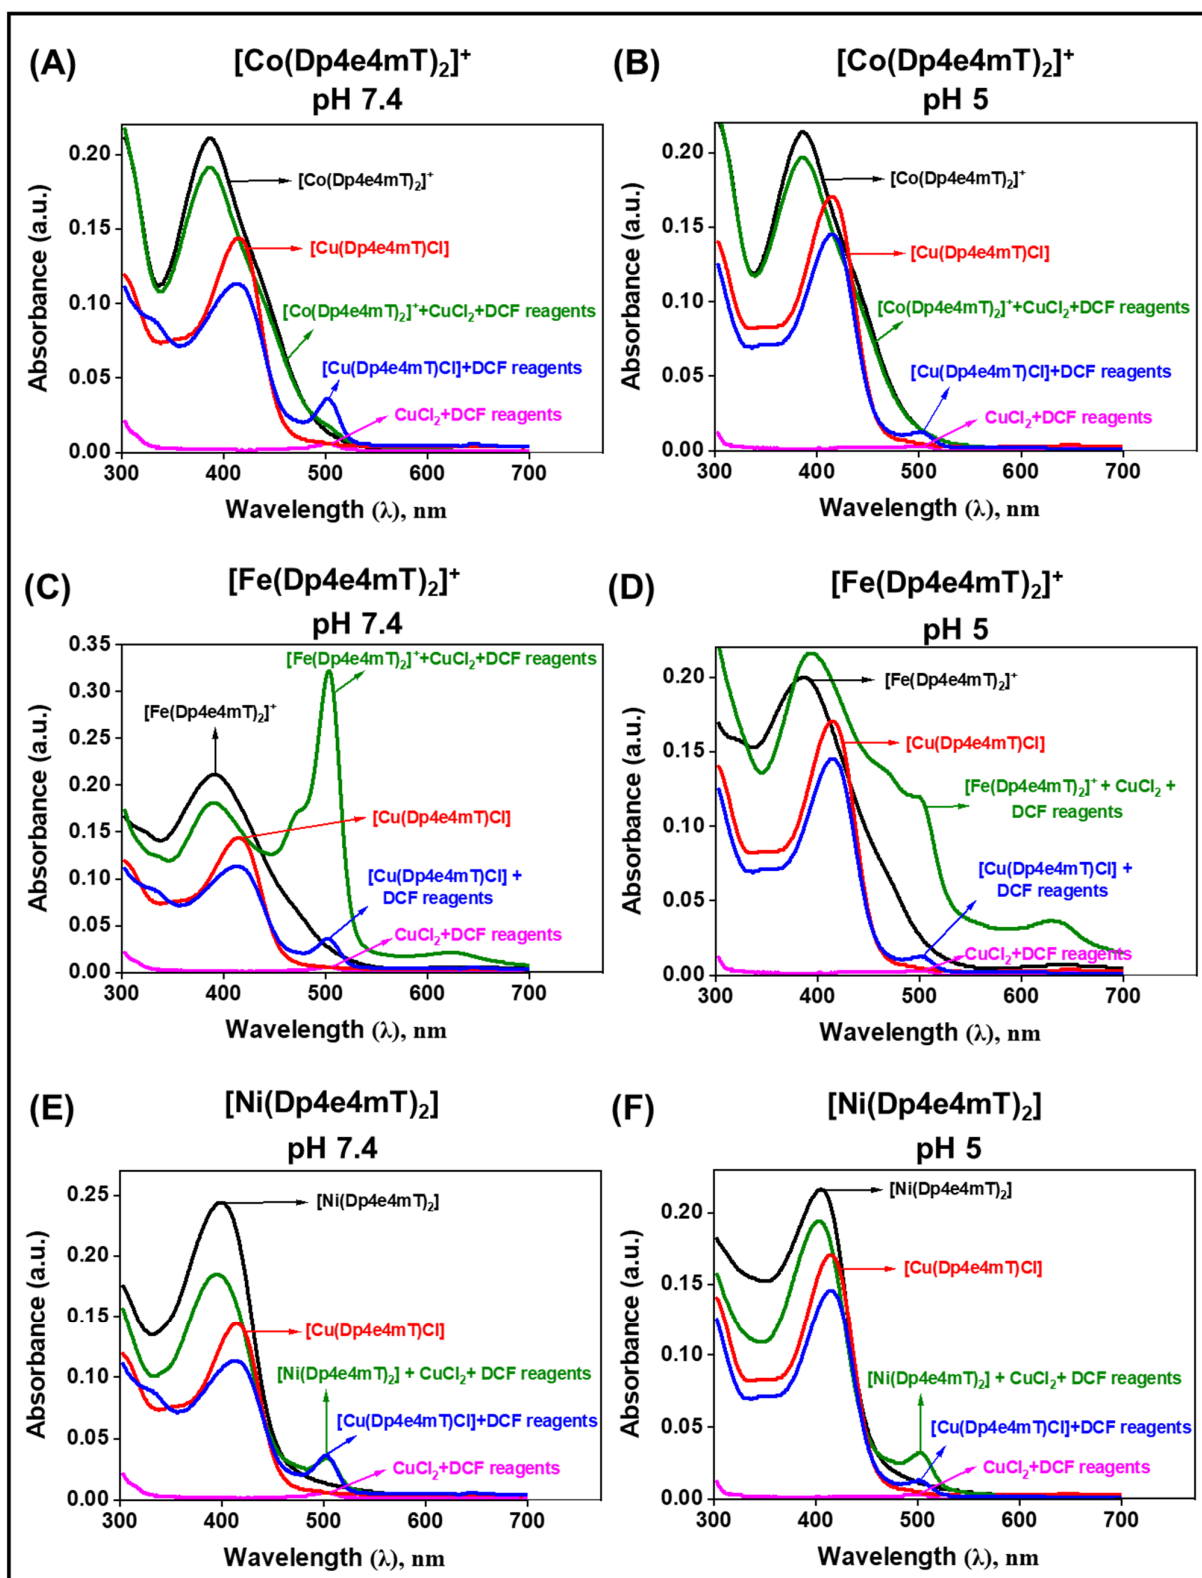 (A) [Co(Dp4e4mT)₂]⁺
pH 7.4
Absorbance (a.u.)
0.20
0.15
0.10
0.05
0.00
[Co(Dp4e4mT)₂]⁺
[Cu(Dp4e4mT)Cl]
[Co(Dp4e4mT)₂]⁺+CuCl₂+DCF reagents
[Cu(Dp4e4mT)Cl]+DCF reagents
CuCl₂+DCF reagents
300 400 500 600 700
Wavelength (λ), nm
(B) [Co(Dp4e4mT)₂]⁺
pH 5
Absorbance (a.u.)
0.20
0.15
0.10
0.05
0.00
[Co(Dp4e4mT)₂]⁺
[Cu(Dp4e4mT)Cl]
[Co(Dp4e4mT)₂]⁺+CuCl₂+DCF reagents
[Cu(Dp4e4mT)Cl]+DCF reagents
CuCl₂+DCF reagents
300 400 500 600 700
Wavelength (λ), nm
(C) [Fe(Dp4e4mT)₂]⁺
pH 7.4
Absorbance (a.u.)
0.35
0.30
0.25
0.20
0.15
0.10
0.05
0.00
[Fe(Dp4e4mT)₂]⁺+CuCl₂+DCF reagents
[Fe(Dp4e4mT)₂]⁺
[Cu(Dp4e4mT)Cl]
[Cu(Dp4e4mT)Cl] +
DCF reagents
CuCl₂+DCF reagents
300 400 500 600 700
Wavelength (λ), nm
(D) [Fe(Dp4e4mT)₂]⁺
pH 5
Absorbance (a.u.)
0.20
0.15
0.10
0.05
0.00
[Fe(Dp4e4mT)₂]⁺
[Cu(Dp4e4mT)Cl]
[Fe(Dp4e4mT)₂]⁺ + CuCl₂ +
DCF reagents
[Cu(Dp4e4mT)Cl] +
DCF reagents
CuCl₂+DCF reagents
300 400 500 600 700
Wavelength (λ), nm
(E) [Ni(Dp4e4mT)₂]
pH 7.4
Absorbance (a.u.)
0.25
0.20
0.15
0.10
0.05
0.00
[Ni(Dp4e4mT)₂]
[Cu(Dp4e4mT)Cl]
[Ni(Dp4e4mT)₂] + CuCl₂+ DCF reagents
[Cu(Dp4e4mT)Cl]+DCF reagents
CuCl₂+DCF reagents
300 400 500 600 700
Wavelength (λ), nm
(F) [Ni(Dp4e4mT)₂]
pH 5
Absorbance (a.u.)
0.20
0.15
0.10
0.05
0.00
[Ni(Dp4e4mT)₂]
[Cu(Dp4e4mT)Cl]
[Ni(Dp4e4mT)₂] + CuCl₂+ DCF reagents
[Cu(Dp4e4mT)Cl]+DCF reagents
CuCl₂+DCF reagents
300 400 500 600 700
Wavelength (λ), nm